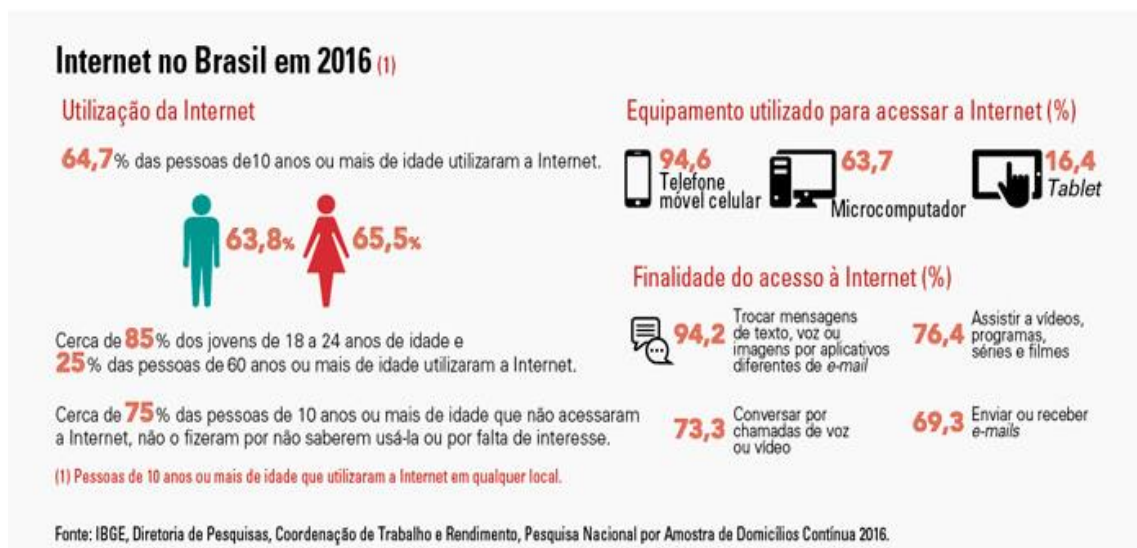 Internet no Brasil em 2016 (1)
Utilização da Internet
64,7% das pessoas de10 anos ou mais de idade utilizaram a Internet.
63,8%
65,5%
Cerca de 85% dos jovens de 18 a 24 anos de idade e
25% das pessoas de 60 anos ou mais de idade utilizaram a Internet.
Cerca de 75% das pessoas de 10 anos ou mais de idade que não acessaram
a Internet, não o fizeram por não saberem usá-la ou por falta de interesse.
(1) Pessoas de 10 anos ou mais de idade que utilizaram a Internet em qualquer local.
Equipamento utilizado para acessar a Internet (%)
94,6
Telefone
móvel celular
63,7
Microcomputador
16,4
Tablet
Finalidade do acesso à Internet (%)
94,2
Trocar mensagens
de texto, voz ou
imagens por aplicativos
diferentes de e-mail
76,4
Assistir a vídeos,
programas,
séries e filmes
73,3
Conversar por
chamadas de voz
ou vídeo
69,3
Enviar ou receber
e-mails
Fonte: IBGE, Diretoria de Pesquisas, Coordenação de Trabalho e Rendimento, Pesquisa Nacional por Amostra de Domicílios Contínua 2016.